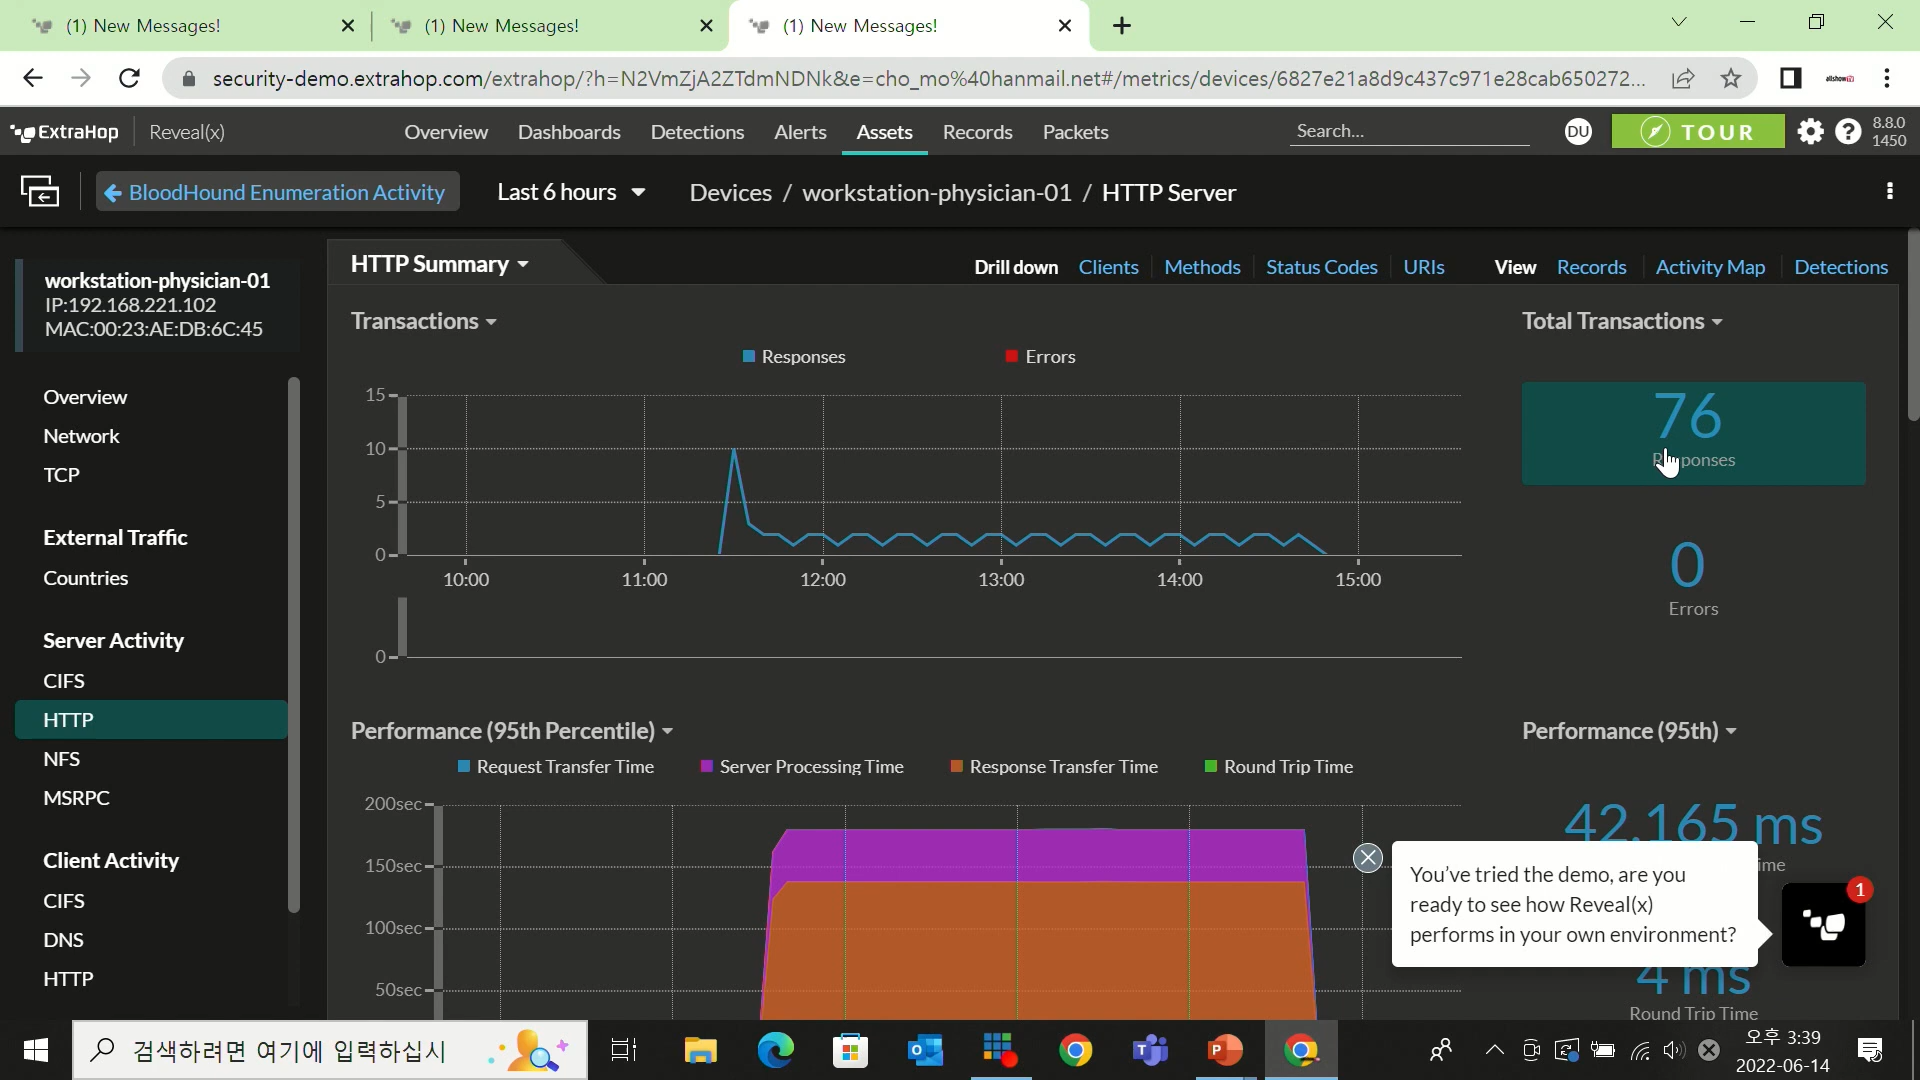 (1) New Messages!
(1) New Messages!
(1) New Messages!
security-demo.extrahop.com/extrahop/?h=N2VmZjA2ZTdmNDNk&e=cho_mo%40hanmail.net#/metrics/devices/6827e21a8d9c437c971e28cab650272...
allshowTV
ExtraHop
Reveal(x)
Overview
Dashboards
Detections
Alerts
Assets
Records
Packets
Search...
DU
TOUR
8.8.0
1450
BloodHound Enumeration Activity
Last 6 hours
Devices / workstation-physician-01 / HTTP Server
workstation-physician-01
IP:192.168.221.102
MAC:00:23:AE:DB:6C:45
Overview
Network
TCP
External Traffic
Countries
Server Activity
CIFS
HTTP
NFS
MSRPC
Client Activity
CIFS
DNS
HTTP
HTTP Summary
Drill down
Clients
Methods
Status Codes
URIs
View
Records
Activity Map
Detections
Transactions
Responses
Errors
15
10
5
0
10:00
11:00
12:00
13:00
14:00
15:00
0
Total Transactions
76
Responses
0
Errors
Performance (95th Percentile)
Request Transfer Time
Server Processing Time
Response Transfer Time
Round Trip Time
200sec
150sec
100sec
50sec
Performance (95th)
42.165 ms
ime
4 ms
Round Trip Time
You've tried the demo, are you
ready to see how Reveal(x)
performs in your own environment?
1
검색하려면 여기에 입력하십시
오후 3:39
2022-06-14